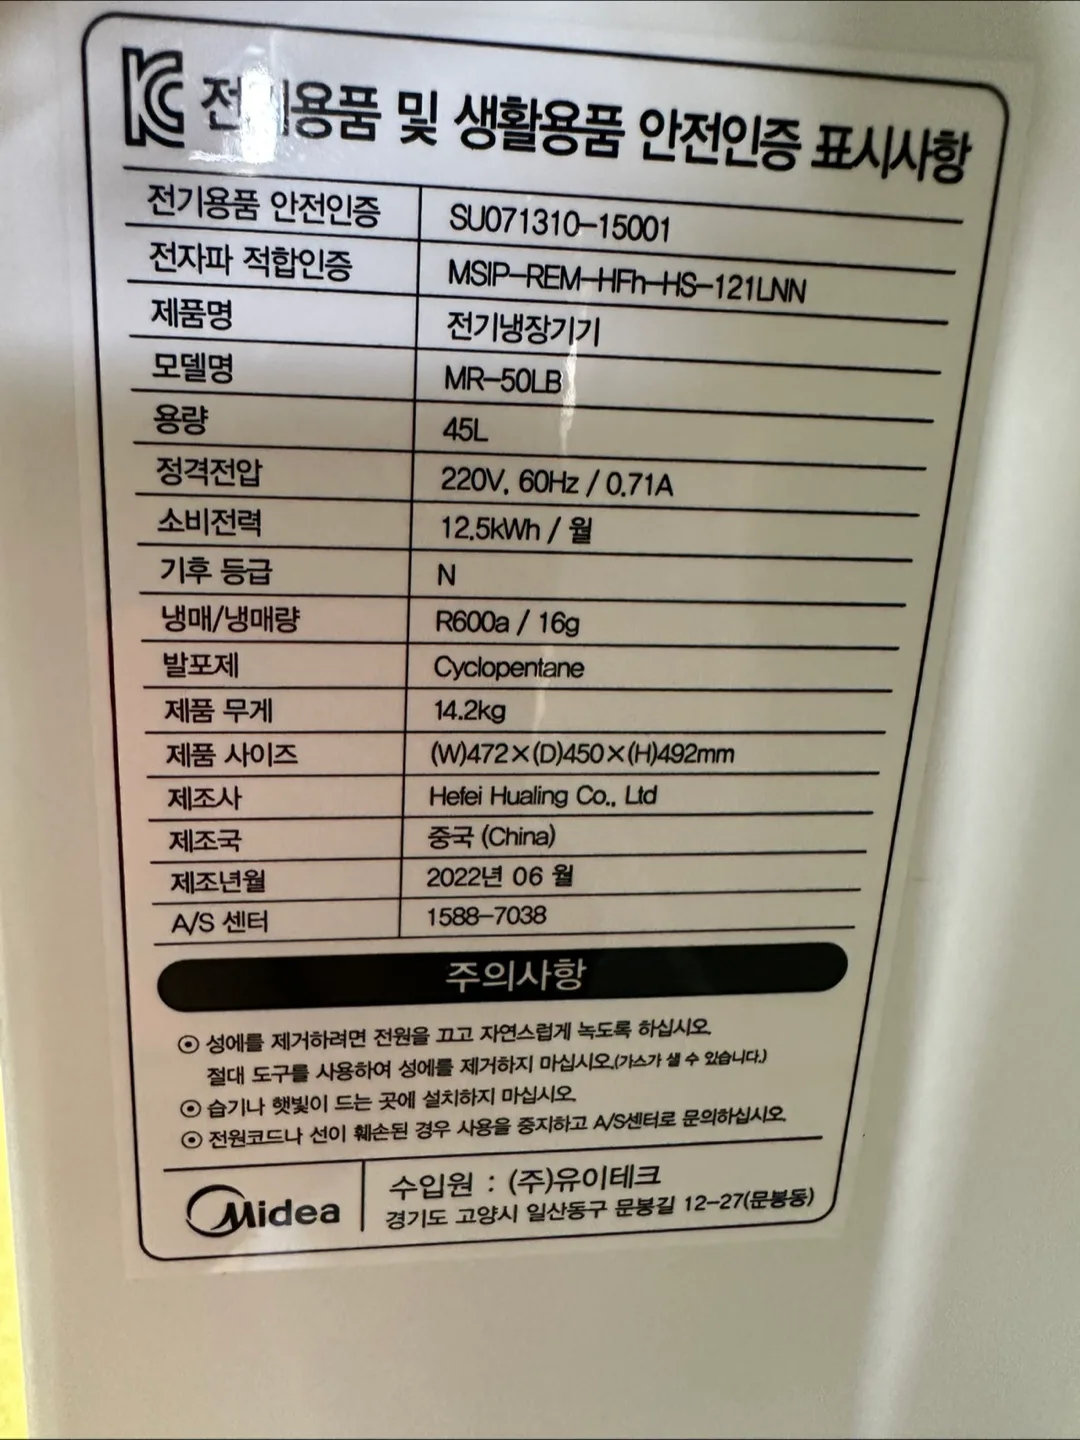 KC 전기용품 및 생활용품 안전인증 표시사항
전기용품 안전인증 SU071310-15001
전자파 적합인증 MSIP-REM-HFh-HS-121LNN
제품명 전기냉장기기
모델명 MR-50LB
용량 45L
정격전압 220V, 60Hz / 0.71A
소비전력 12.5kWh / 월
기후 등급 N
냉매/냉매량 R600a / 16g
발포제 Cyclopentane
제품 무게 14.2kg
제품 사이즈 (W)472×(D)450×(H)492mm
제조사 Hefei Hualing Co., Ltd
제조국 중국 (China)
제조년월 2022년 06 월
A/S 센터 1588-7038
주의사항
⊙ 성에를 제거하려면 전원을 끄고 자연스럽게 녹도록 하십시오.
절대 도구를 사용하여 성에를 제거하지 마십시오.(가스가 샐 수 있습니다.)
⊙ 습기나 햇빛이 드는 곳에 설치하지 마십시오.
⊙ 전원코드나 선이 훼손된 경우 사용을 중지하고 A/S센터로 문의하십시오.
Midea
수입원 : (주)유이테크
경기도 고양시 일산동구 문봉길 12-27(문봉동)